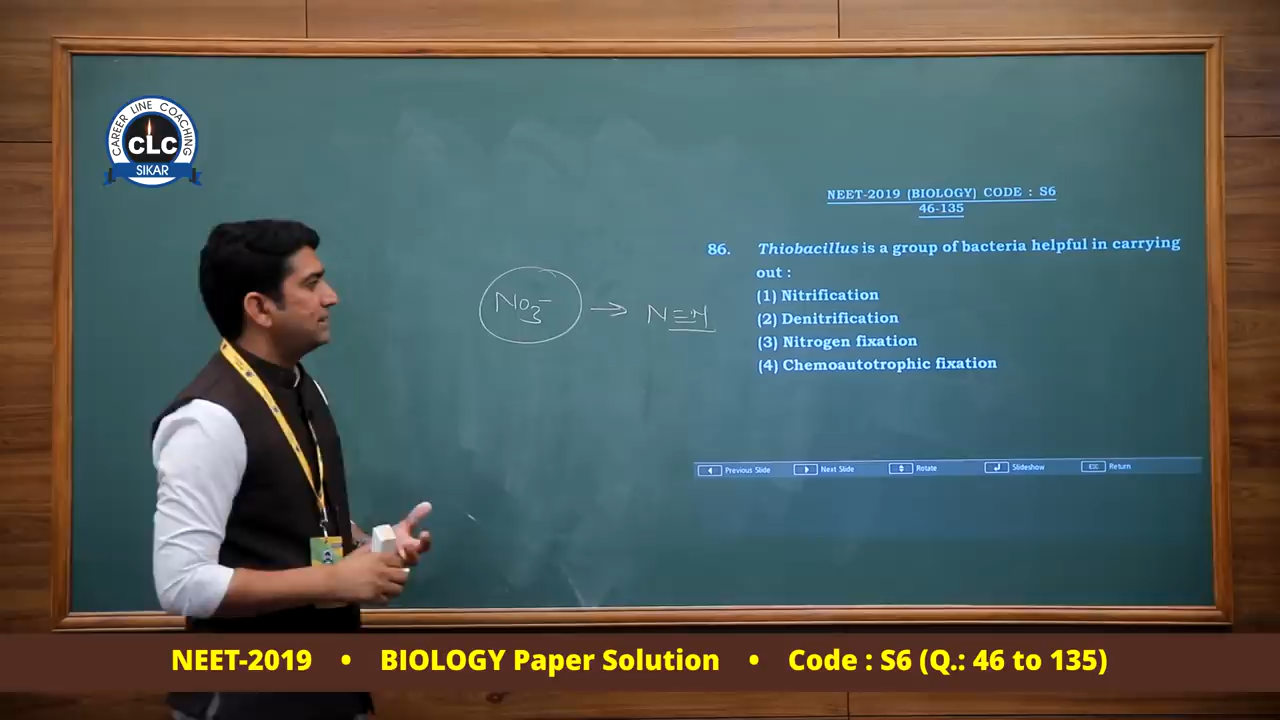 CAREER LINE COACHING
CLC
SIKAR
NEET-2019 (BIOLOGY) CODE : S6
46-135
86. Thiobacillus is a group of bacteria helpful in carrying
out :
(1) Nitrification
(2) Denitrification
(3) Nitrogen fixation
(4) Chemoautotrophic fixation
NO₃⁻ → N≡N
Previous Slide Next Slide Rotate Slideshow ESC Return
NEET-2019 • BIOLOGY Paper Solution • Code : S6 (Q.: 46 to 135)